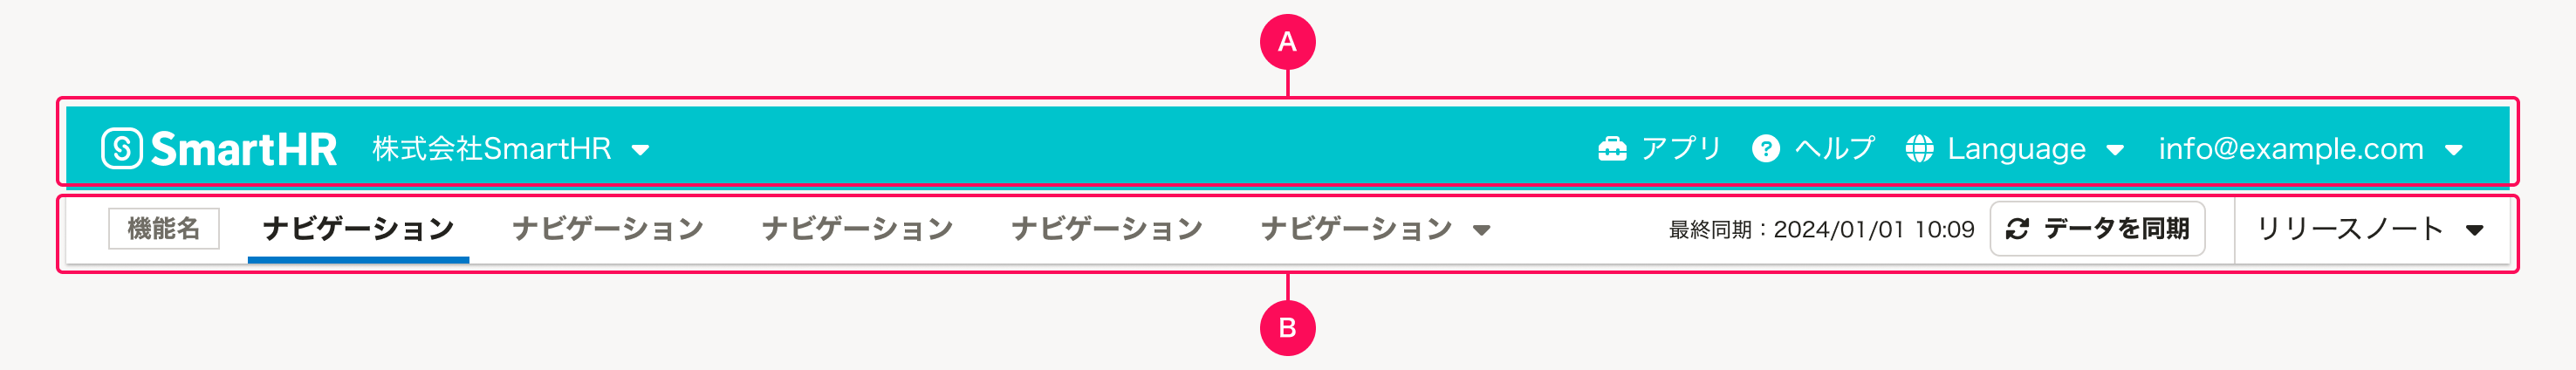 A
SmartHR 株式会社SmartHR アプリ ヘルプ Language info@example.com
機能名 ナビゲーション ナビゲーション ナビゲーション ナビゲーション ナビゲーション 最終同期：2024/01/01 10:09 データを同期 リリースノート
B